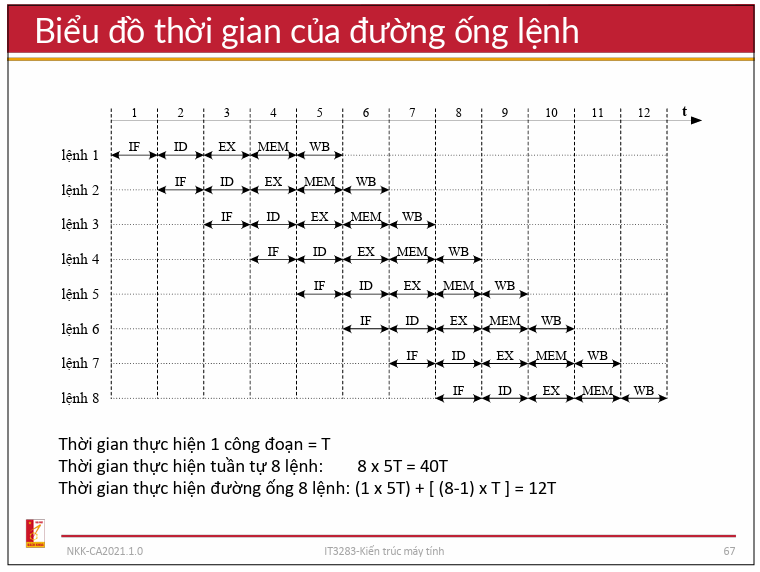 Biểu đồ thời gian của đường ống lệnh
1 2 3 4 5 6 7 8 9 10 11 12 t
lệnh 1 IF ID EX MEM WB
lệnh 2 IF ID EX MEM WB
lệnh 3 IF ID EX MEM WB
lệnh 4 IF ID EX MEM WB
lệnh 5 IF ID EX MEM WB
lệnh 6 IF ID EX MEM WB
lệnh 7 IF ID EX MEM WB
lệnh 8 IF ID EX MEM WB
Thời gian thực hiện 1 công đoạn = T
Thời gian thực hiện tuần tự 8 lệnh: 8 x 5T = 40T
Thời gian thực hiện đường ống 8 lệnh: (1 x 5T) + [ (8-1) x T ] = 12T
NKK-CA2021.1.0 IT3283-Kiến trúc máy tính 67